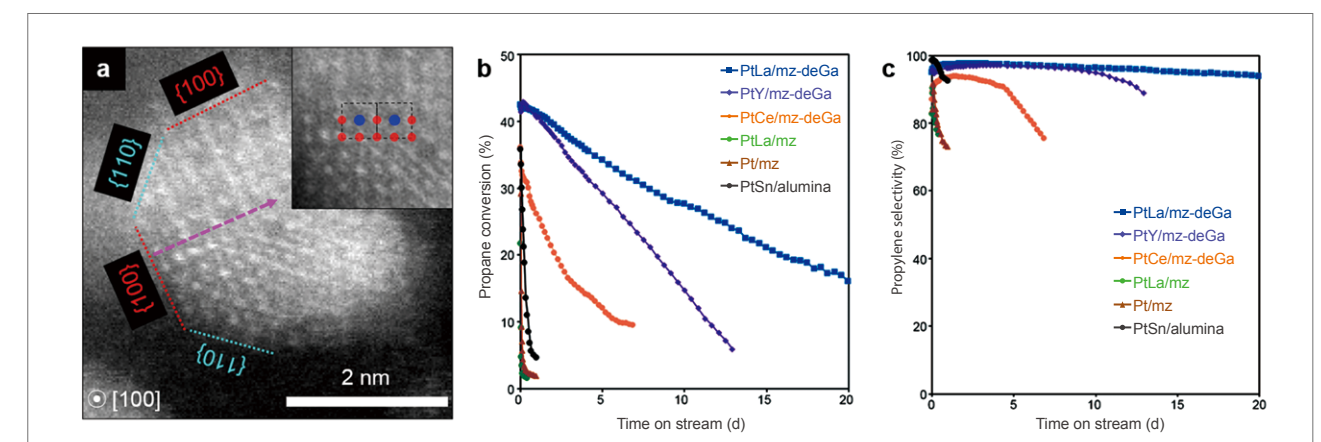 a
{100}
{110}
{100}
{110}
2 nm
[100]
b
50
40
30
20
10
0
Propane conversion (%)
PtLa/mz-deGa
PtY/mz-deGa
PtCe/mz-deGa
PtLa/mz
Pt/mz
PtSn/alumina
0 5 10 15 20
Time on stream (d)
c
100
80
60
40
20
0
Propylene selectivity (%)
PtLa/mz-deGa
PtY/mz-deGa
PtCe/mz-deGa
PtLa/mz
Pt/mz
PtSn/alumina
0 5 10 15 20
Time on stream (d)